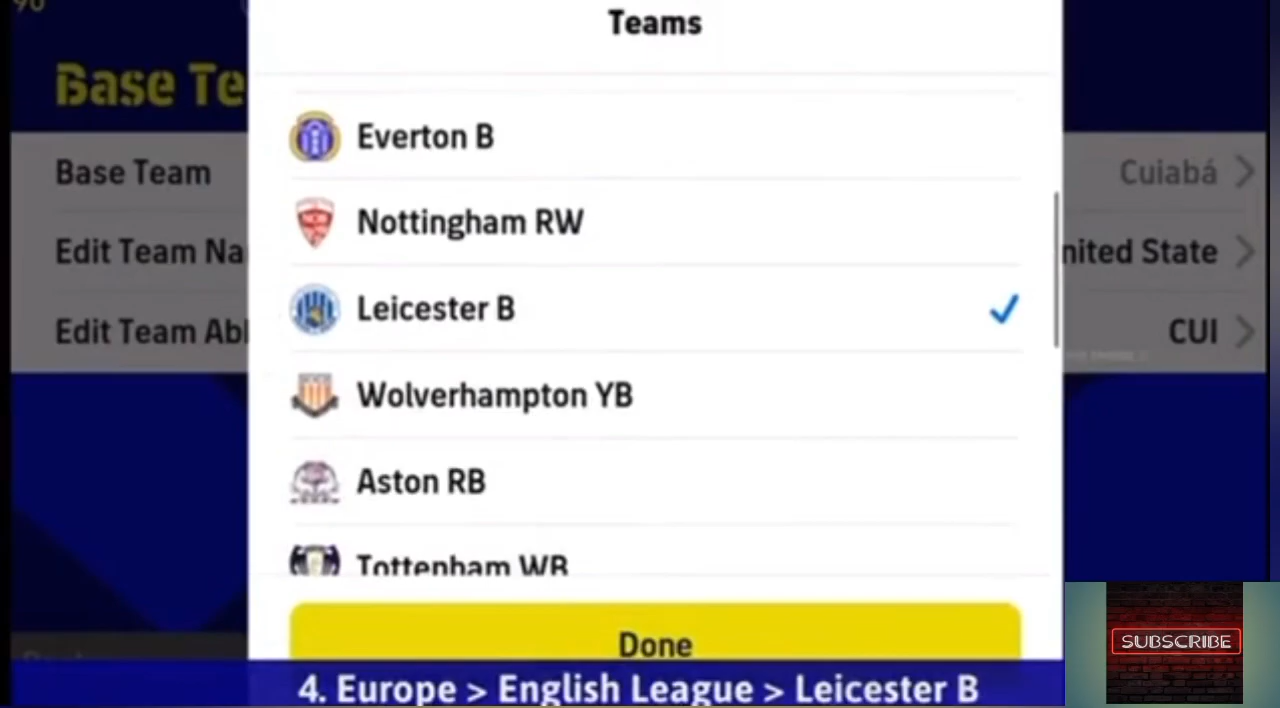 90
Teams
Base Te
Everton B
Base Team
Cuiabá
Nottingham RW
Edit Team Na
nited State
Leicester B
Edit Team Abl
CUI
Wolverhampton YB
Aston RB
Tottenham WB
Done
SUBSCRIBE
4. Europe > English League > Leicester B